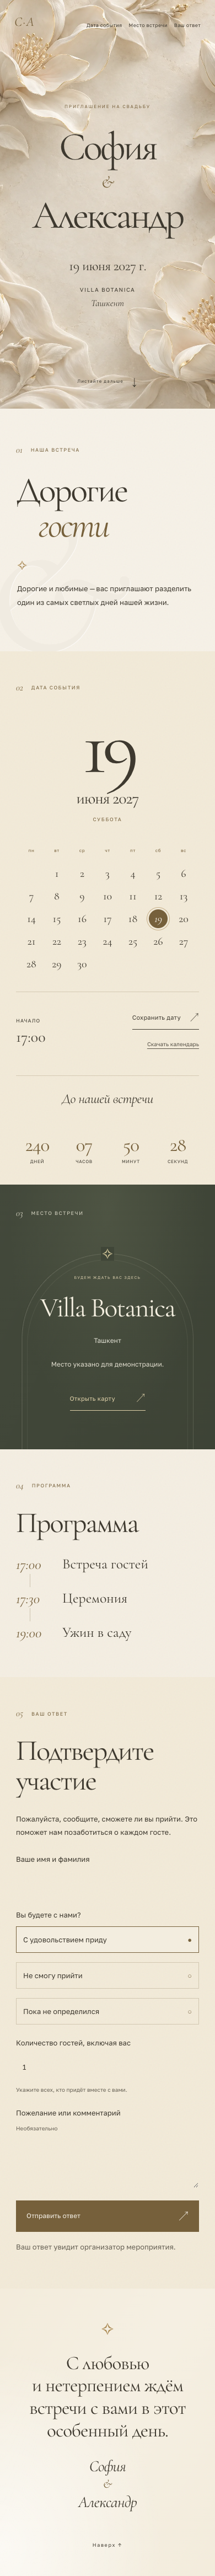 C·A
Дата события Место встречи Ваш ответ
ПРИГЛАШЕНИЕ НА СВАДЬБУ
София
&
Александр
19 июня 2027 г.
VILLA BOTANICA
Ташкент
Листайте дальше ↓
01 НАША ВСТРЕЧА
Дорогие
гости
Дорогие и любимые — вас приглашают разделить
один из самых светлых дней нашей жизни.
02 ДАТА СОБЫТИЯ
19
июня 2027
СУББОТА
пн вт ср чт пт сб вс
1 2 3 4 5 6
7 8 9 10 11 12 13
14 15 16 17 18 19 20
21 22 23 24 25 26 27
28 29 30
НАЧАЛО
17:00
Сохранить дату
Скачать календарь
До нашей встречи
240 07 50 28
ДНЕЙ ЧАСОВ МИНУТ СЕКУНД
03 МЕСТО ВСТРЕЧИ
БУДЕМ ЖДАТЬ ВАС ЗДЕСЬ
Villa Botanica
Ташкент
Место указано для демонстрации.
Открыть карту
04 ПРОГРАММА
Программа
17:00 Встреча гостей
17:30 Церемония
19:00 Ужин в саду
05 ВАШ ОТВЕТ
Подтвердите
участие
Пожалуйста, сообщите, сможете ли вы прийти. Это
поможет нам позаботиться о каждом госте.
Ваше имя и фамилия
Вы будете с нами?
С удовольствием приду
Не смогу прийти
Пока не определился
Количество гостей, включая вас
1
Укажите всех, кто придёт вместе с вами.
Пожелание или комментарий
Необязательно
Отправить ответ
Ваш ответ увидит организатор мероприятия.
С любовью
и нетерпением ждём
встречи с вами в этот
особенный день.
София
&
Александр
Наверх ↑